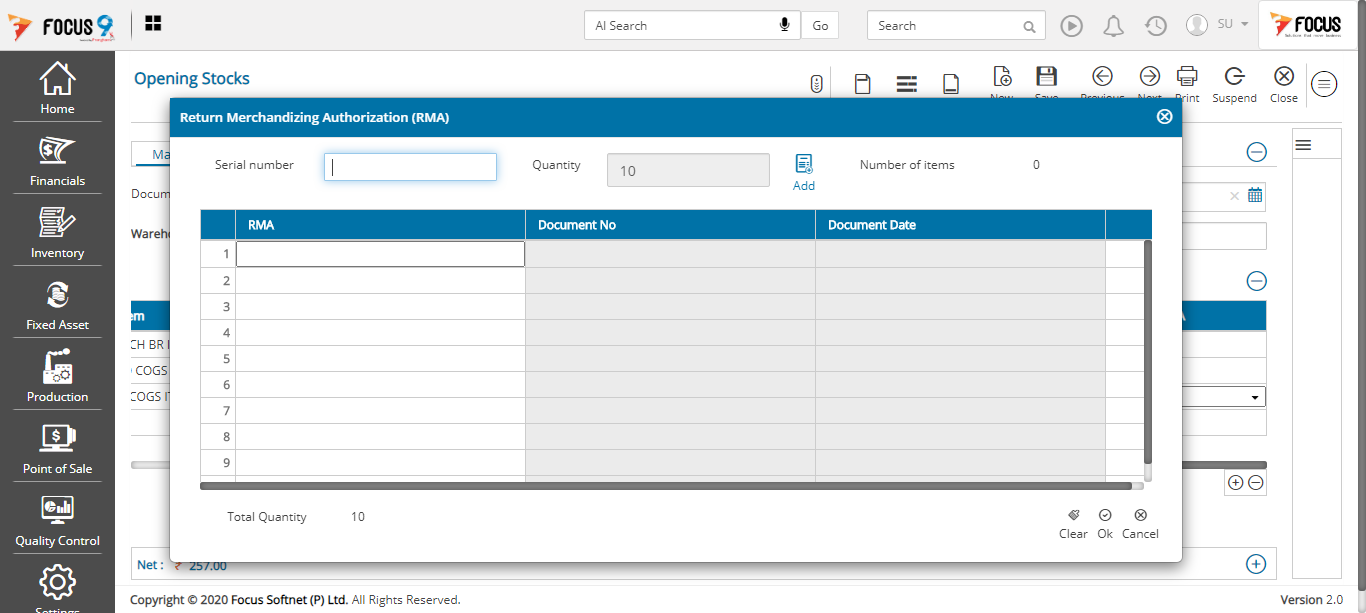 FOCUS 9
AI Search
Go
Search
SU
FOCUS
Home
Financials
Inventory
Fixed Asset
Production
Point of Sale
Quality Control
Settings
Opening Stocks
New
Save
Previous
Next
Print
Suspend
Close
Ma
Docum
Wareho
em
CH BR I
COGS
COGS IT
Return Merchandizing Authorization (RMA)
Serial number
Quantity
10
Add
Number of items
0
RMA Document No Document Date
1
2
3
4
5
6
7
8
9
Total Quantity 10
Clear
Ok
Cancel
Net : ₹ 257.00
Copyright © 2020 Focus Softnet (P) Ltd. All Rights Reserved.
Version 2.0